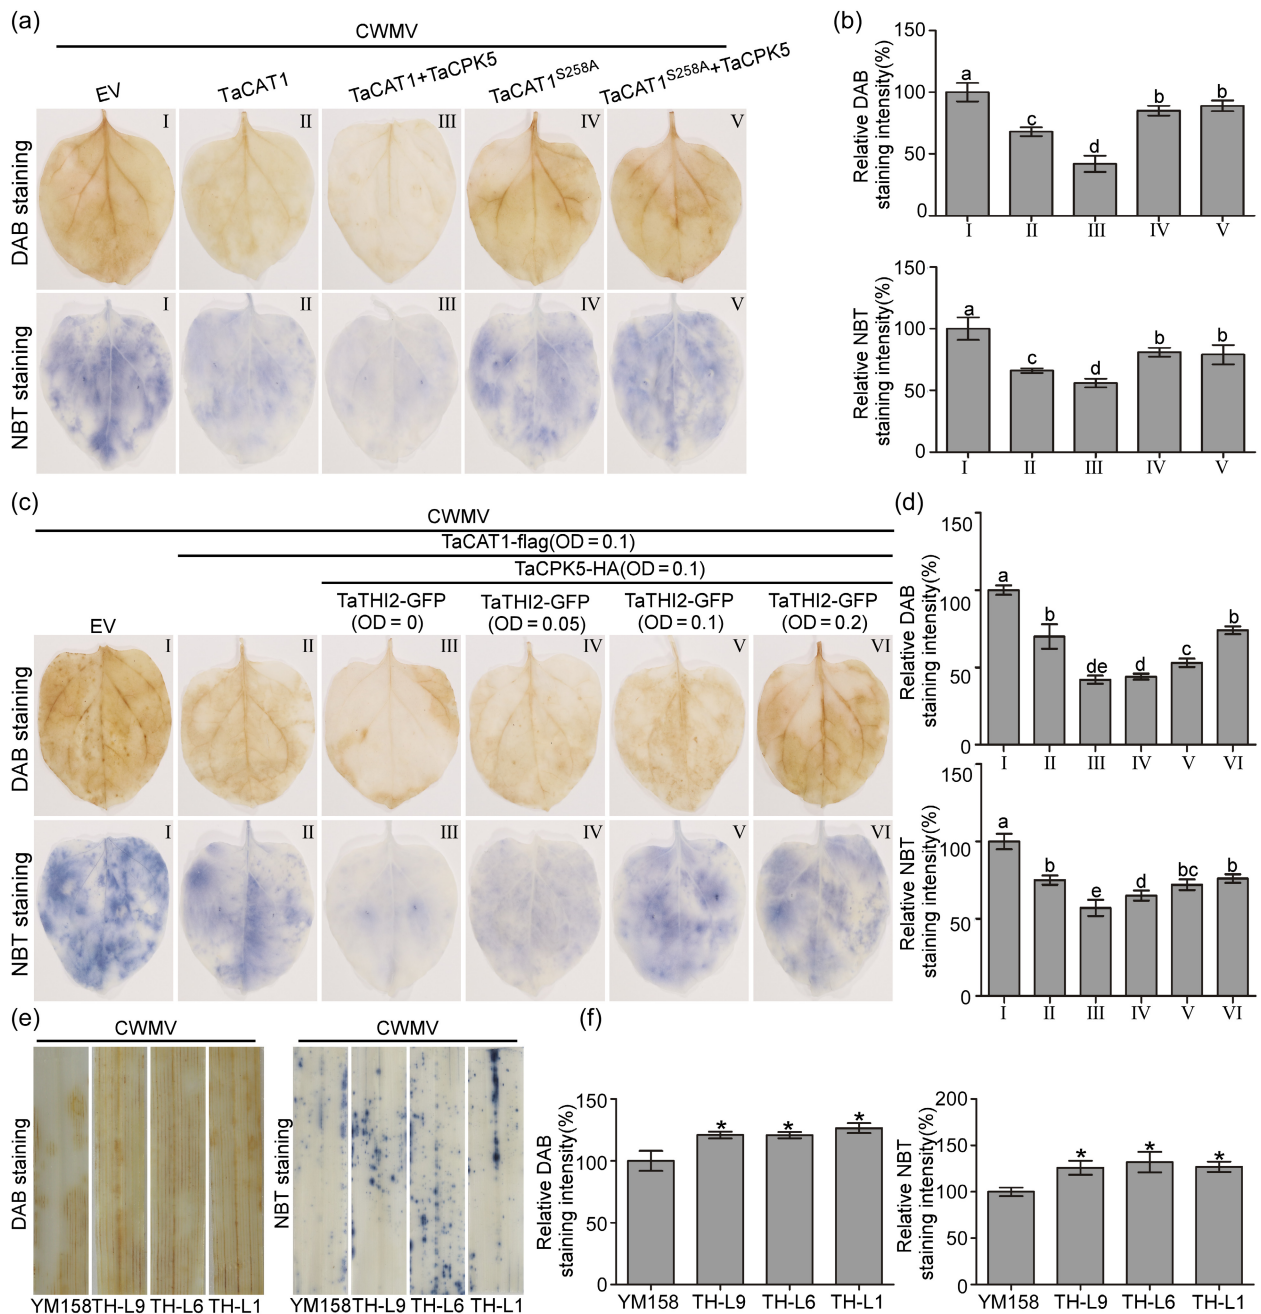 (a)
CWMV
EV
TaCAT1
TaCAT1+TaCPK5
TaCAT1S258A
TaCAT1S258A+TaCPK5
DAB staining
I
II
III
IV
V
NBT staining
I
II
III
IV
V
(b)
Relative DAB
staining intensity(%)
150
100
50
0
a
c
d
b
b
I
II
III
IV
V
Relative NBT
staining intensity(%)
150
100
50
0
a
c
d
b
b
I
II
III
IV
V
(c)
CWMV
TaCAT1-flag(OD=0.1)
TaCPK5-HA(OD=0.1)
EV
TaTHI2-GFP
(OD=0)
TaTHI2-GFP
(OD=0.05)
TaTHI2-GFP
(OD=0.1)
TaTHI2-GFP
(OD=0.2)
DAB staining
I
II
III
IV
V
VI
NBT staining
I
II
III
IV
V
VI
(d)
Relative DAB
staining intensity(%)
150
100
50
0
a
b
de
d
c
b
I
II
III
IV
V
VI
Relative NBT
staining intensity(%)
150
100
50
0
a
b
e
d
bc
b
I
II
III
IV
V
VI
(e)
CWMV
DAB staining
YM158 TH-L9 TH-L6 TH-L1
CWMV
NBT staining
YM158 TH-L9 TH-L6 TH-L1
(f)
Relative DAB
staining intensity(%)
150
100
50
0
* * *
YM158 TH-L9 TH-L6 TH-L1
Relative NBT
staining intensity(%)
200
150
100
50
0
* * *
YM158 TH-L9 TH-L6 TH-L1